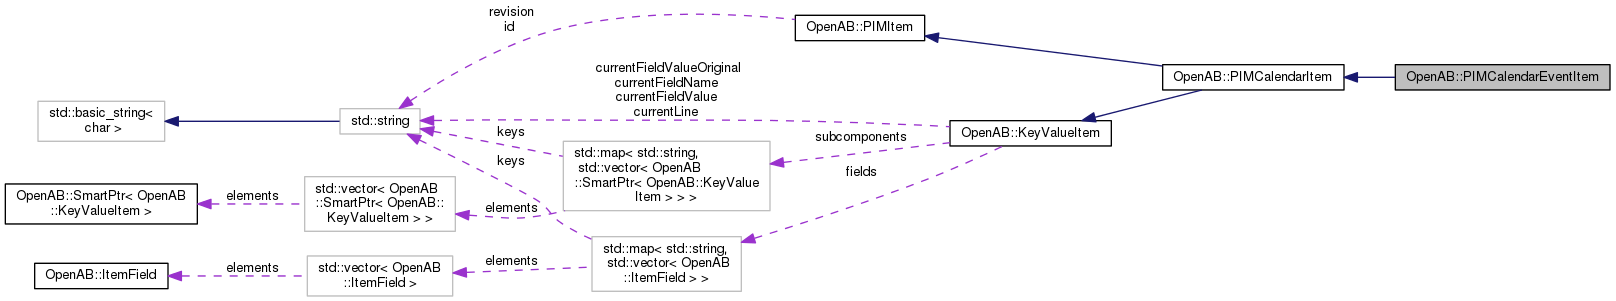 revision
id
OpenAB::PIMItem
currentFieldValueOriginal
currentFieldName
currentFieldValue
currentLine
OpenAB::PIMCalendarItem
OpenAB::PIMCalendarEventItem
std::basic_string<
char >
std::string
keys
subcomponents
OpenAB::KeyValueItem
std::map< std::string,
std::vector< OpenAB
::SmartPtr< OpenAB::KeyValue
Item > > >
keys
fields
OpenAB::SmartPtr< OpenAB
::KeyValueItem >
elements
std::vector< OpenAB
::SmartPtr< OpenAB::
KeyValueItem > >
elements
std::map< std::string,
std::vector< OpenAB
::ItemField > >
OpenAB::ItemField
elements
std::vector< OpenAB
::ItemField >
elements